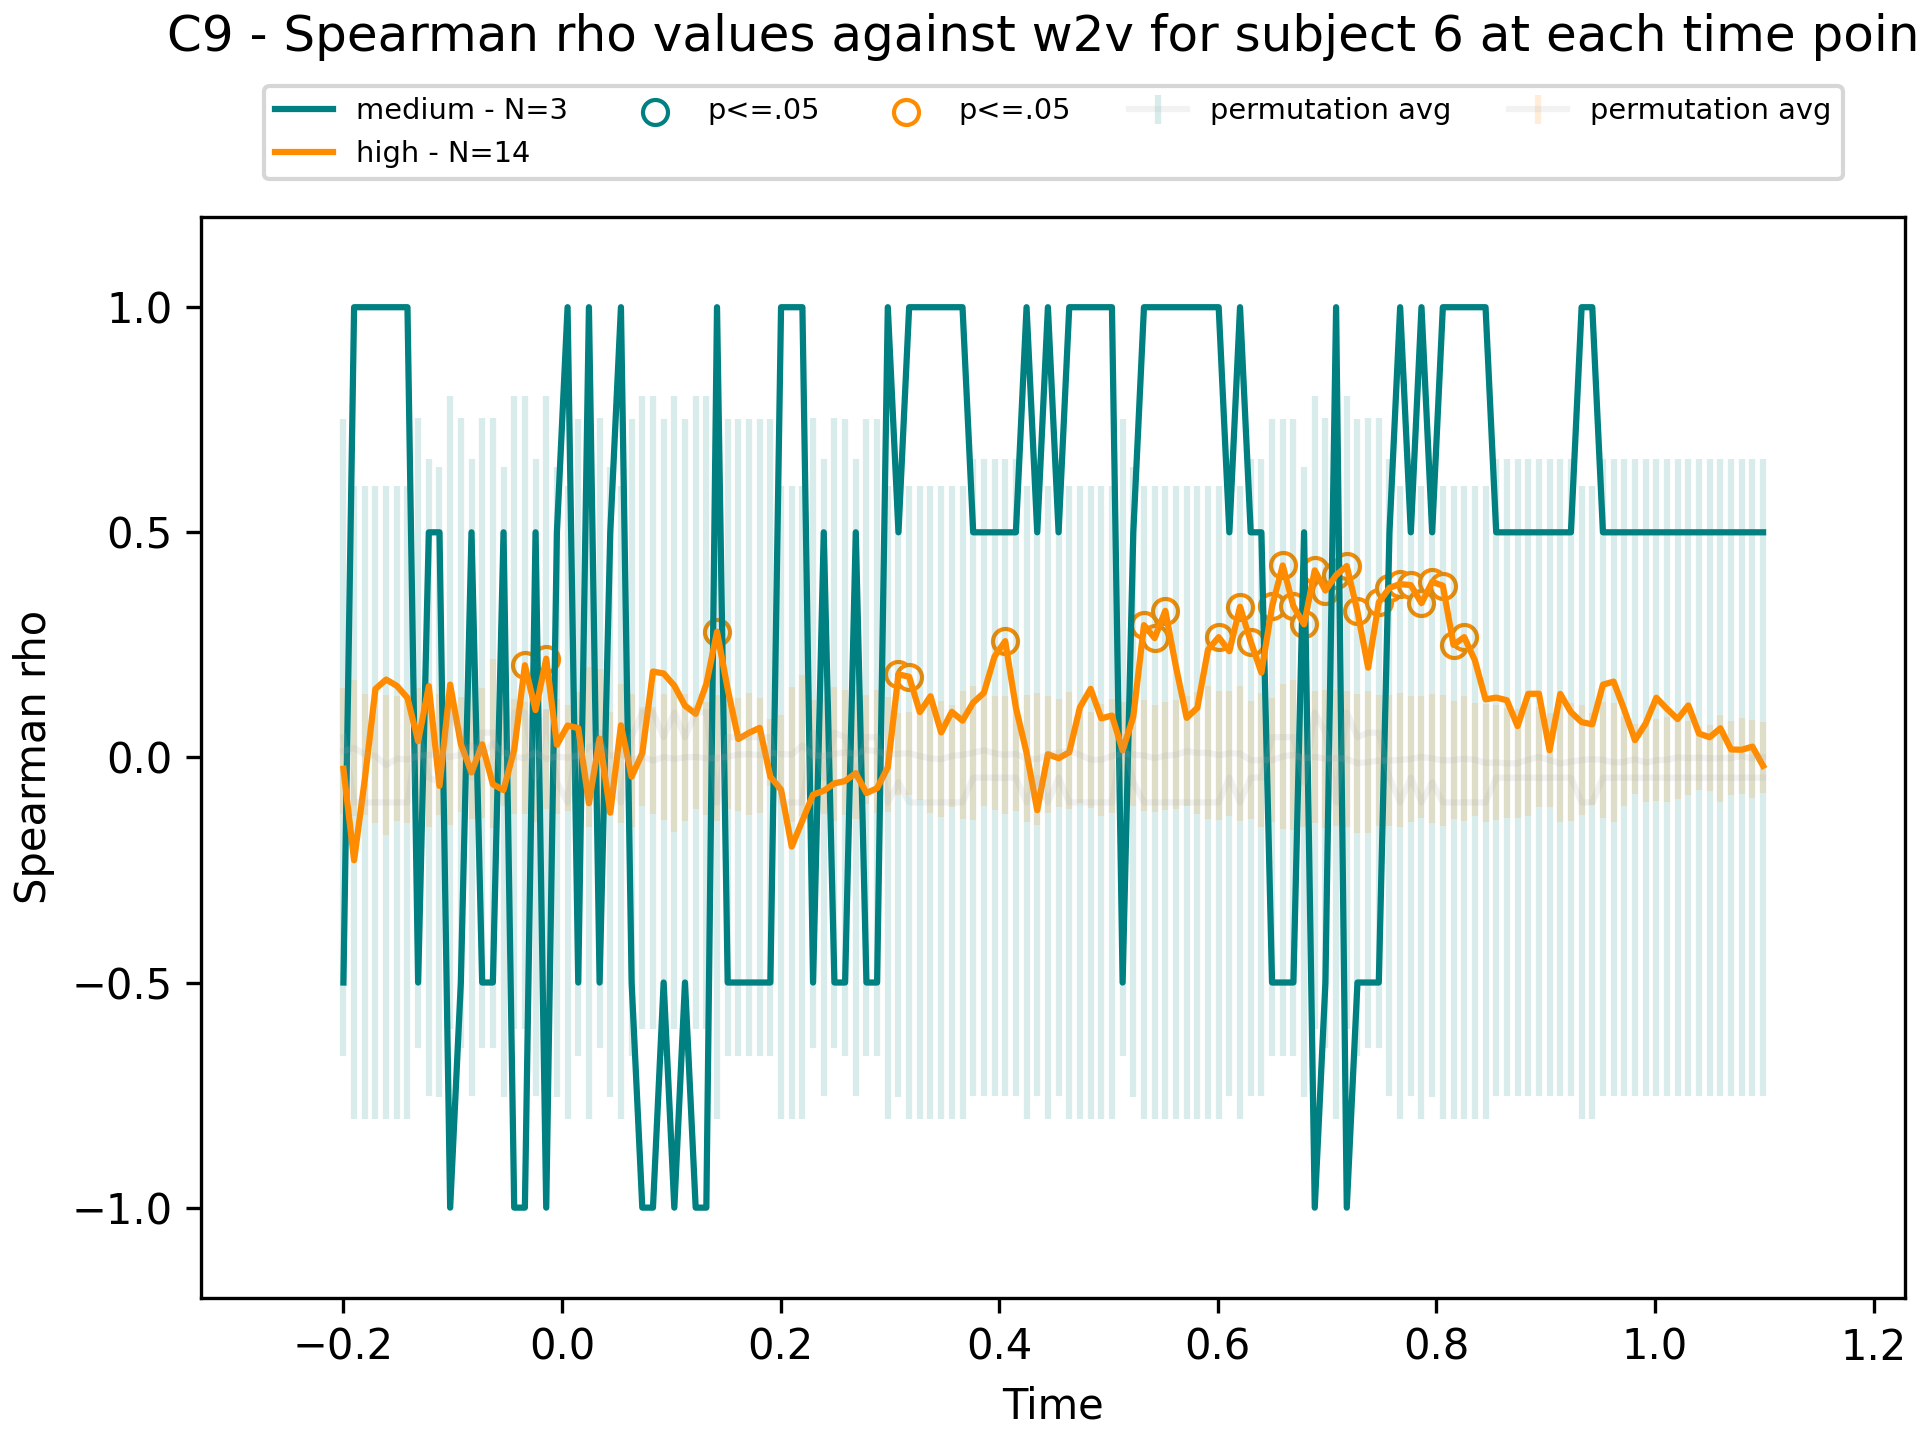 C9 - Spearman rho values against w2v for subject 6 at each time poin
medium - N=3
high - N=14
p<=.05
p<=.05
permutation avg
permutation avg
Spearman rho
1.0
0.5
0.0
−0.5
−1.0
−0.2
0.0
0.2
0.4
0.6
0.8
1.0
1.2
Time